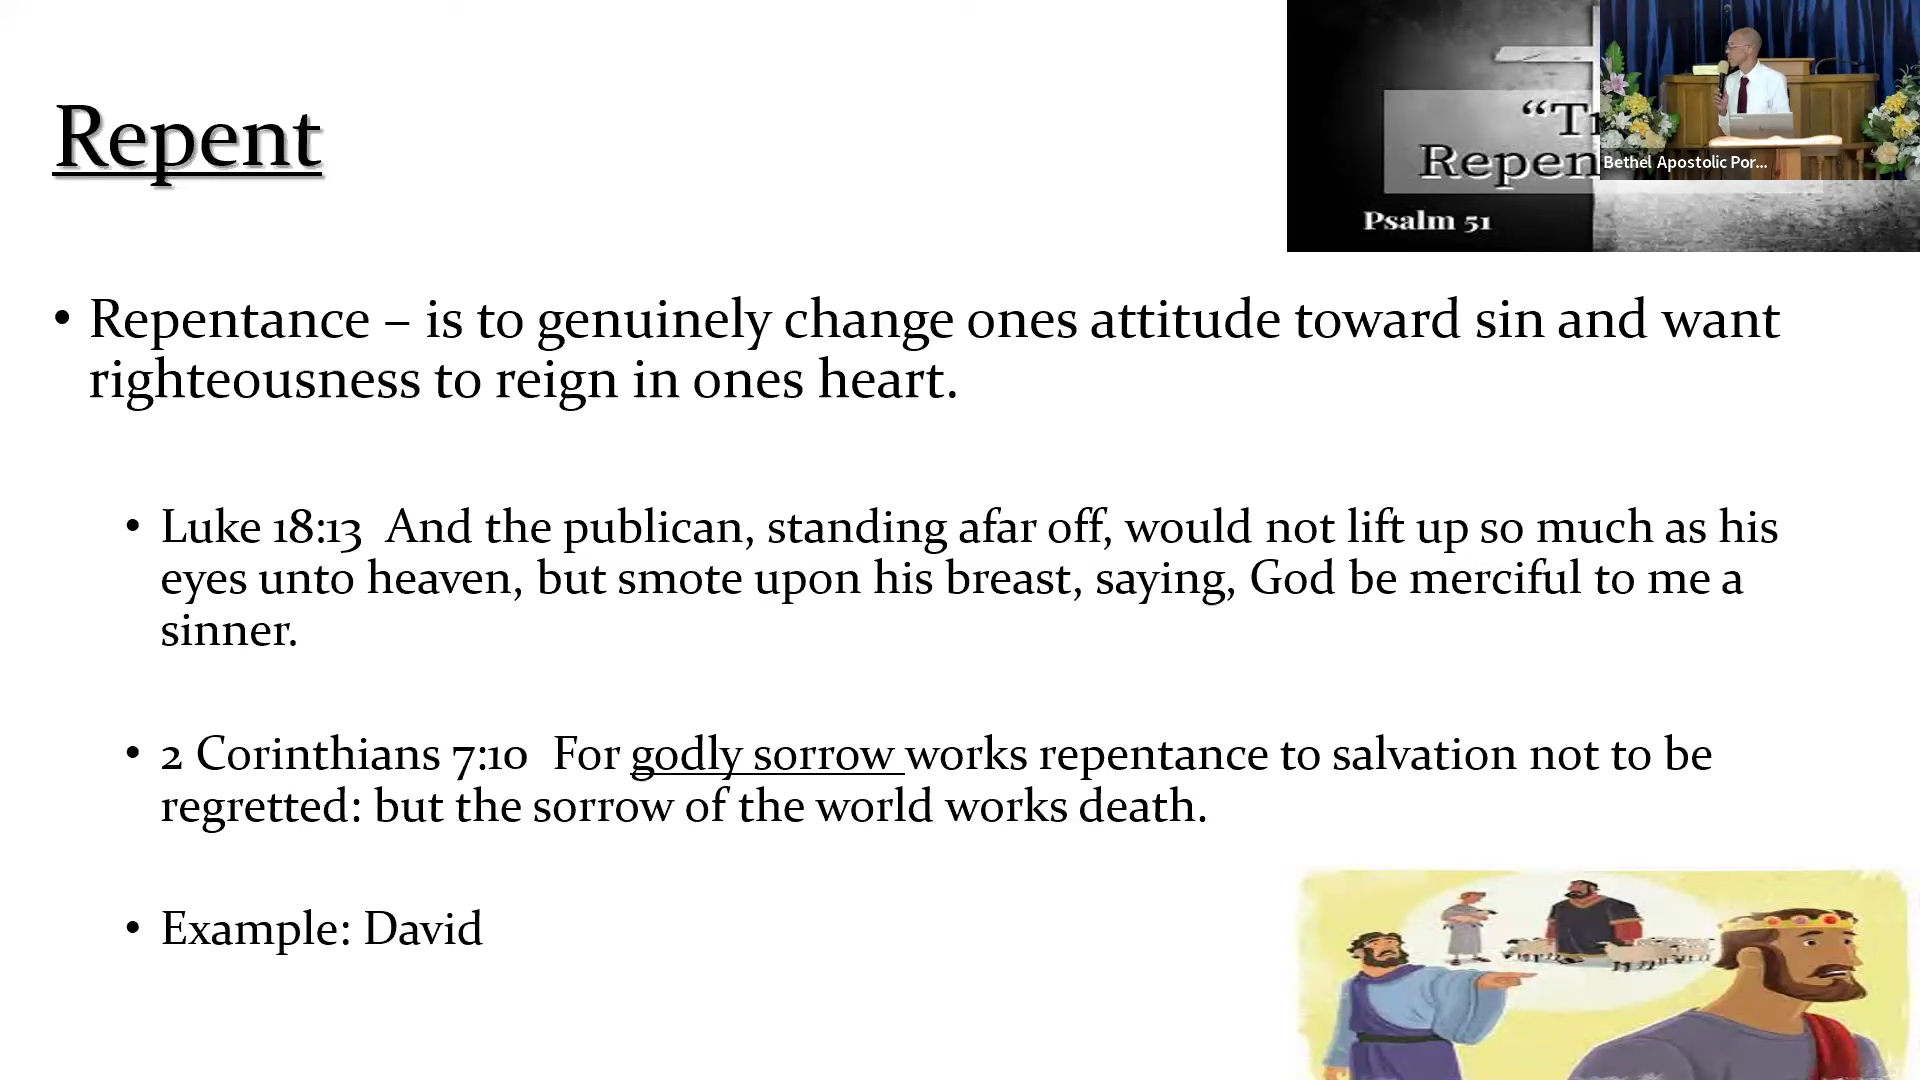 Repent
“Tr
Repen
Psalm 51
Bethel Apostolic Por...
• Repentance – is to genuinely change ones attitude toward sin and want
righteousness to reign in ones heart.
• Luke 18:13 And the publican, standing afar off, would not lift up so much as his
eyes unto heaven, but smote upon his breast, saying, God be merciful to me a
sinner.
• 2 Corinthians 7:10 For godly sorrow works repentance to salvation not to be
regretted: but the sorrow of the world works death.
• Example: David